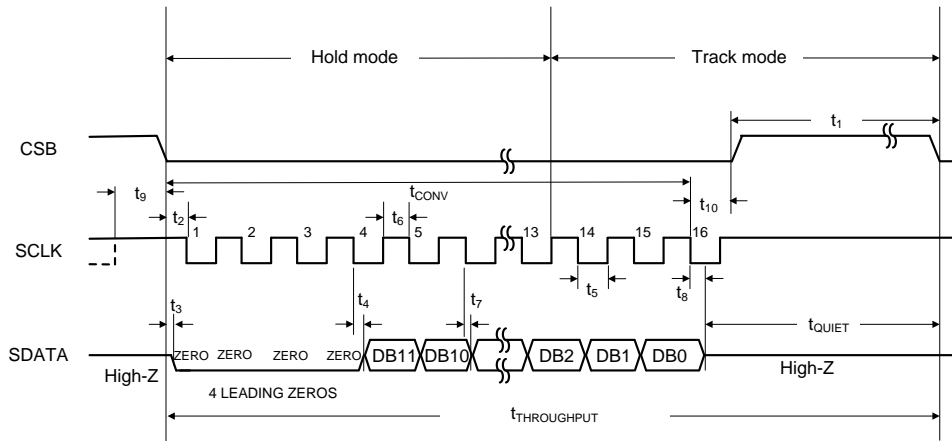 Hold mode
Track mode
t1
CSB
t9
tCONV
t2
t6
t10
1 2 3 4 5 13 14 15 16
SCLK
t3
t4
t7
t5
t8
tQUIET
SDATA
ZERO ZERO ZERO ZERO DB11 DB10 DB2 DB1 DB0
High-Z
High-Z
4 LEADING ZEROS
tTHROUGHPUT